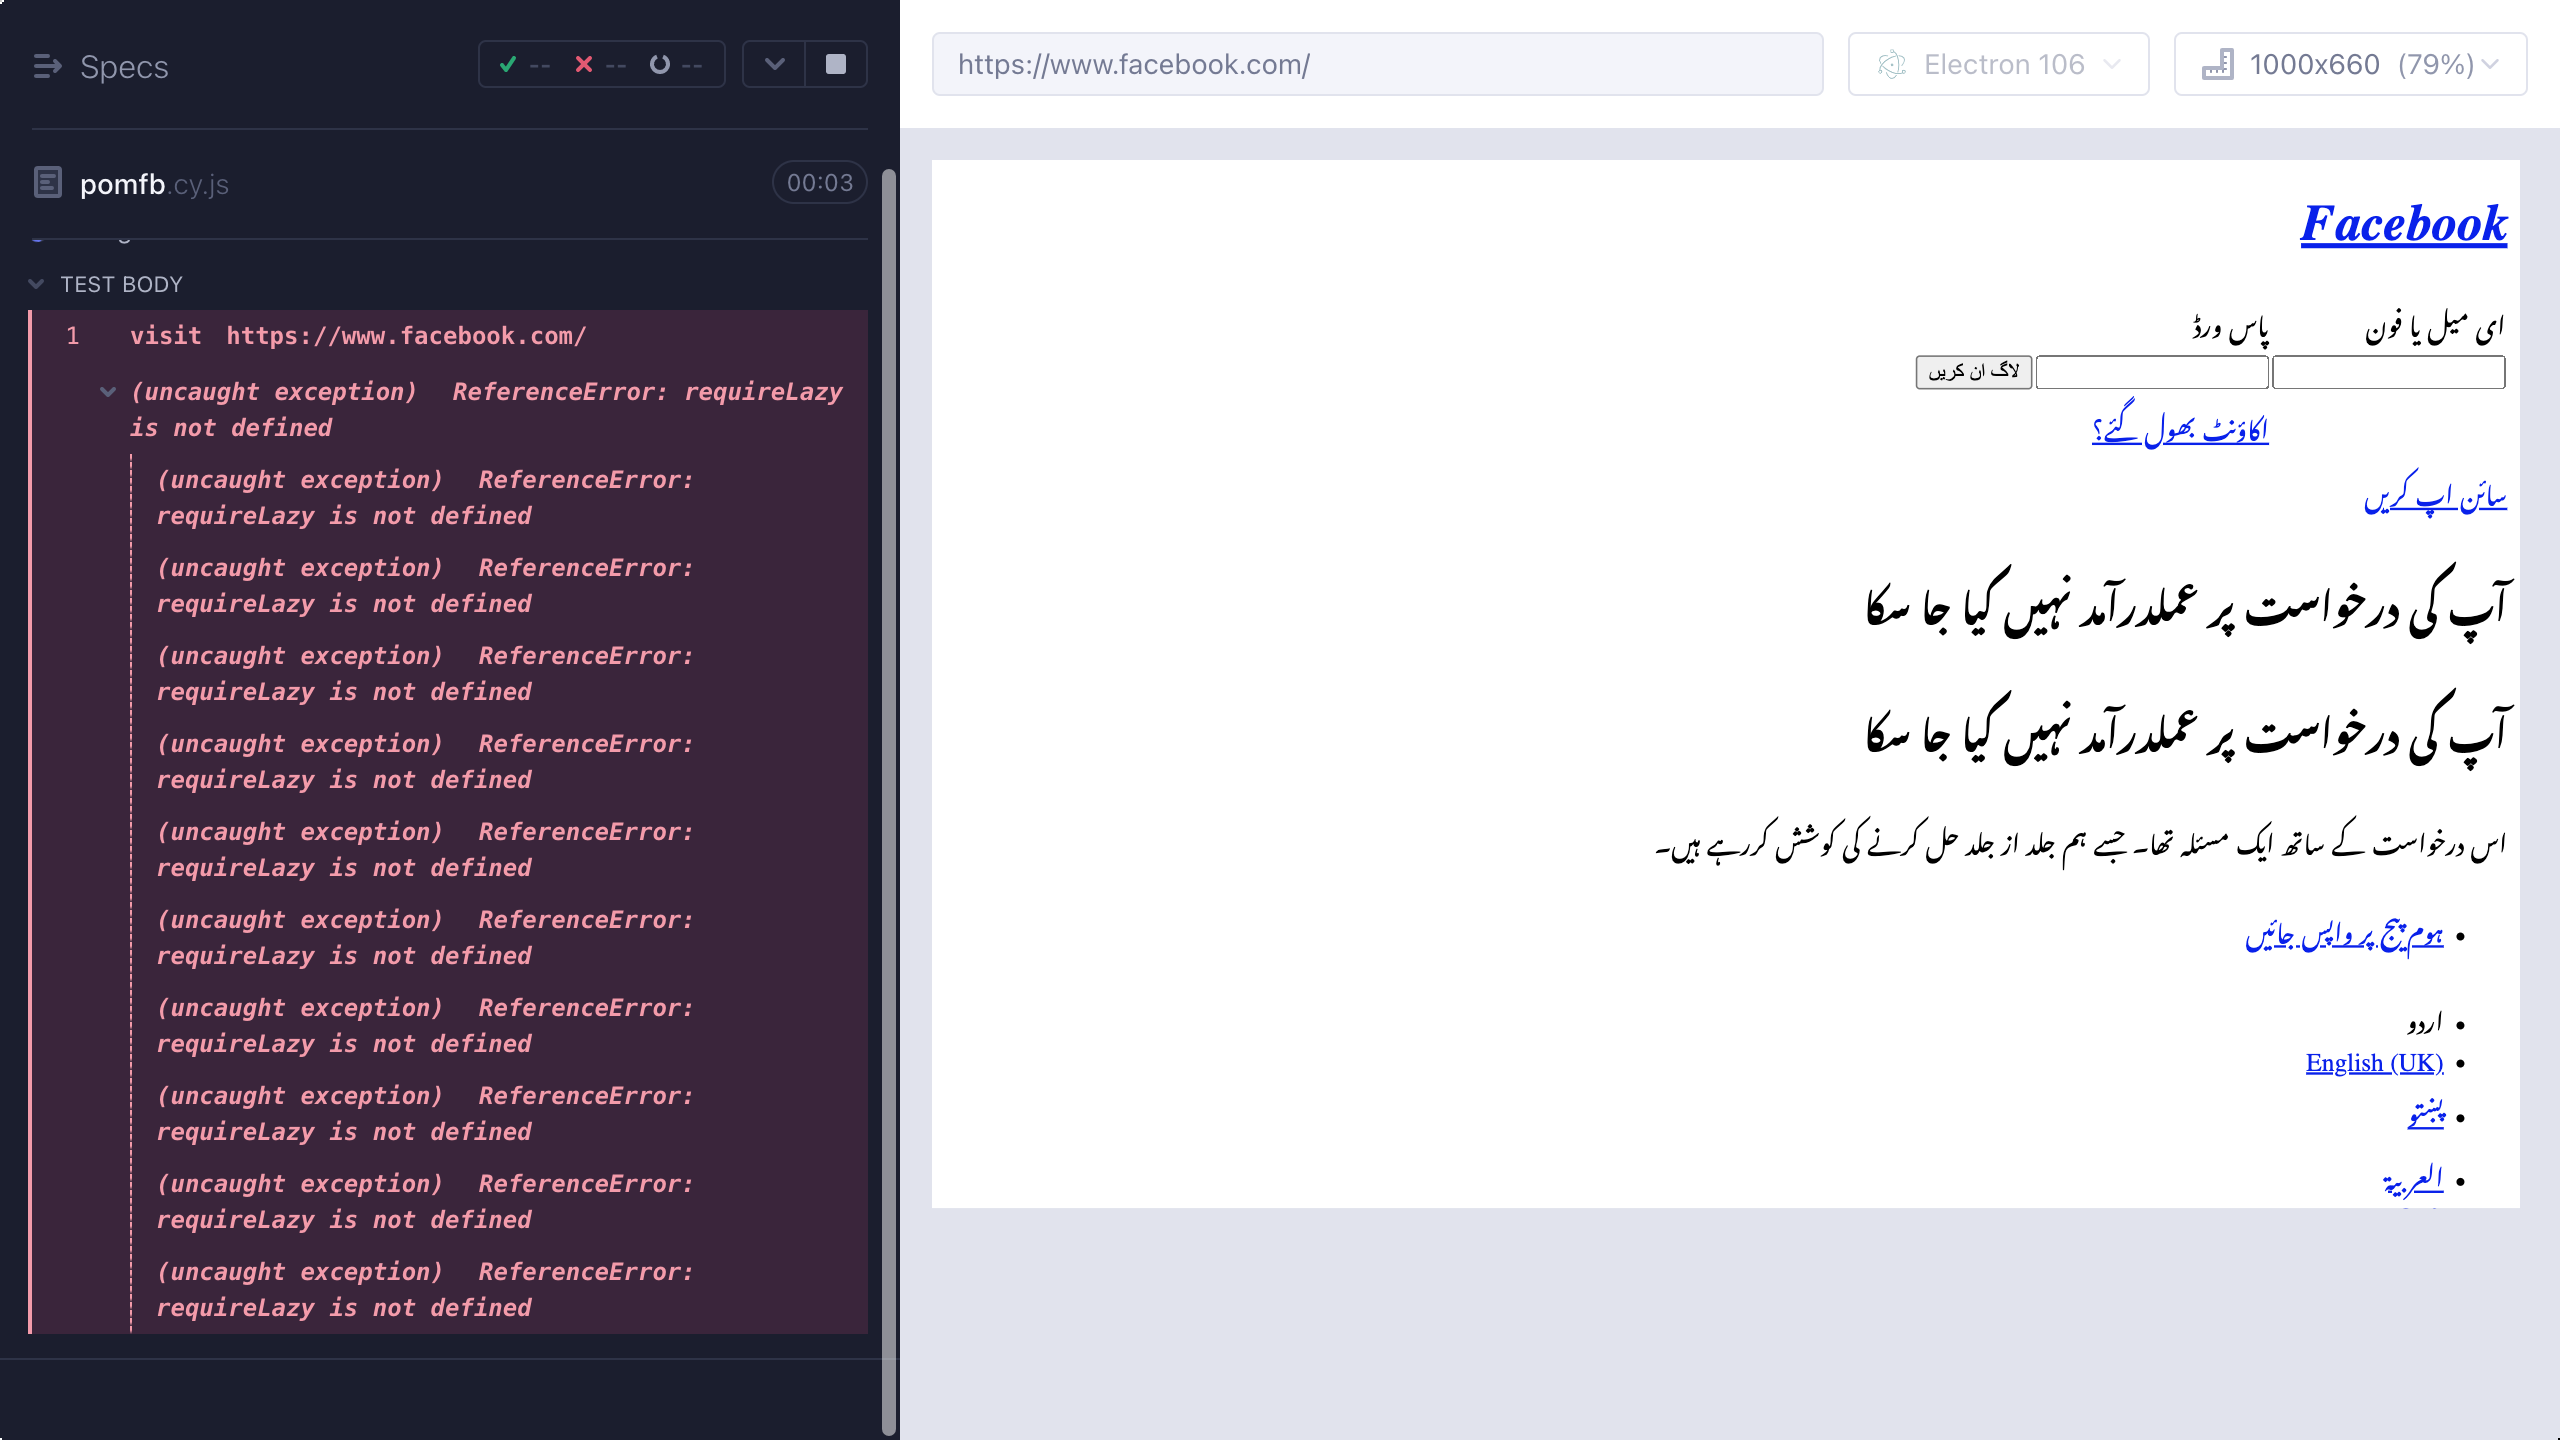 Specs
-- -- --
pomfb.cy.js
00:03
TEST BODY
1 visit https://www.facebook.com/
(uncaught exception) ReferenceError: requireLazy
is not defined
(uncaught exception) ReferenceError:
requireLazy is not defined
(uncaught exception) ReferenceError:
requireLazy is not defined
(uncaught exception) ReferenceError:
requireLazy is not defined
(uncaught exception) ReferenceError:
requireLazy is not defined
(uncaught exception) ReferenceError:
requireLazy is not defined
(uncaught exception) ReferenceError:
requireLazy is not defined
(uncaught exception) ReferenceError:
requireLazy is not defined
(uncaught exception) ReferenceError:
requireLazy is not defined
(uncaught exception) ReferenceError:
requireLazy is not defined
(uncaught exception) ReferenceError:
requireLazy is not defined
https://www.facebook.com/
Electron 106
1000x660 (79%)
Facebook
ای میل یا فون پاس ورڈ
لاگ ان کریں
اکاؤنٹ بھول گئے؟
سائن اپ کریں
آپ کی درخواست پر عملدرآمد نہیں کیا جا سکا
آپ کی درخواست پر عملدرآمد نہیں کیا جا سکا
اس درخواست کے ساتھ ایک مسئلہ تھا۔ جسے ہم جلد از جلد حل کرنے کی کوشش کررہے ہیں۔
ہوم پیج پر واپس جائیں
اردو
English (UK)
پښتو
العربية